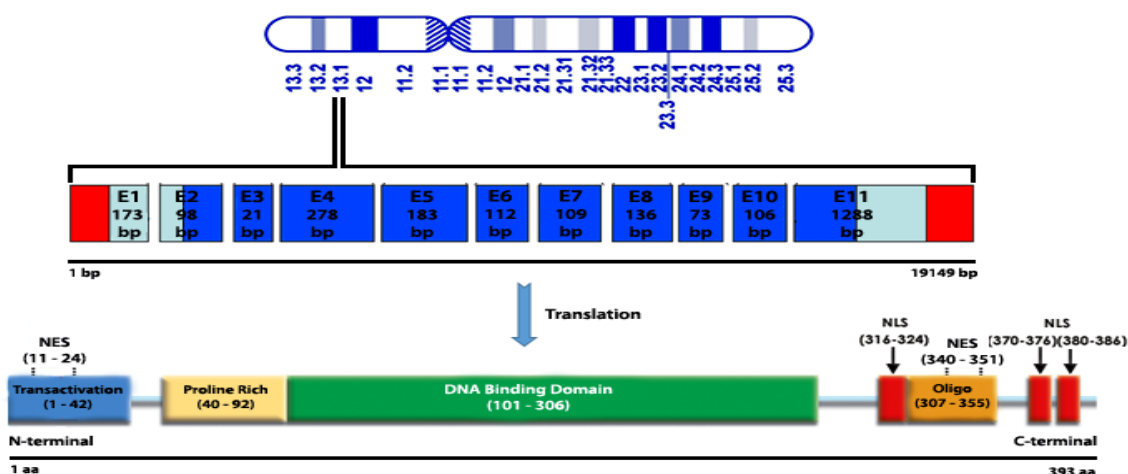 13.3 13.2 13.1 12 11.2 11.1 11.1 11.2 12 21.1 21.2 21.31 21.32 21.33 22 23.1 23.2 24.1 24.2 24.3 25.1 25.2 25.3
23.3
E1 E2 E3 E4 E5 E6 E7 E8 E9 E10 E11
173 98 21 278 183 112 109 136 73 106 1288
bp bp bp bp bp bp bp bp bp bp bp
1 bp 19149 bp
Translation
NES NLS NLS
(11 - 24) (316-324) NES (370-376)(380-386)
(340 - 351)
Transactivation Proline Rich DNA Binding Domain Oligo
(1 - 42) (40 - 92) (101 - 306) (307 - 355)
N-terminal C-terminal
1 aa 393 aa